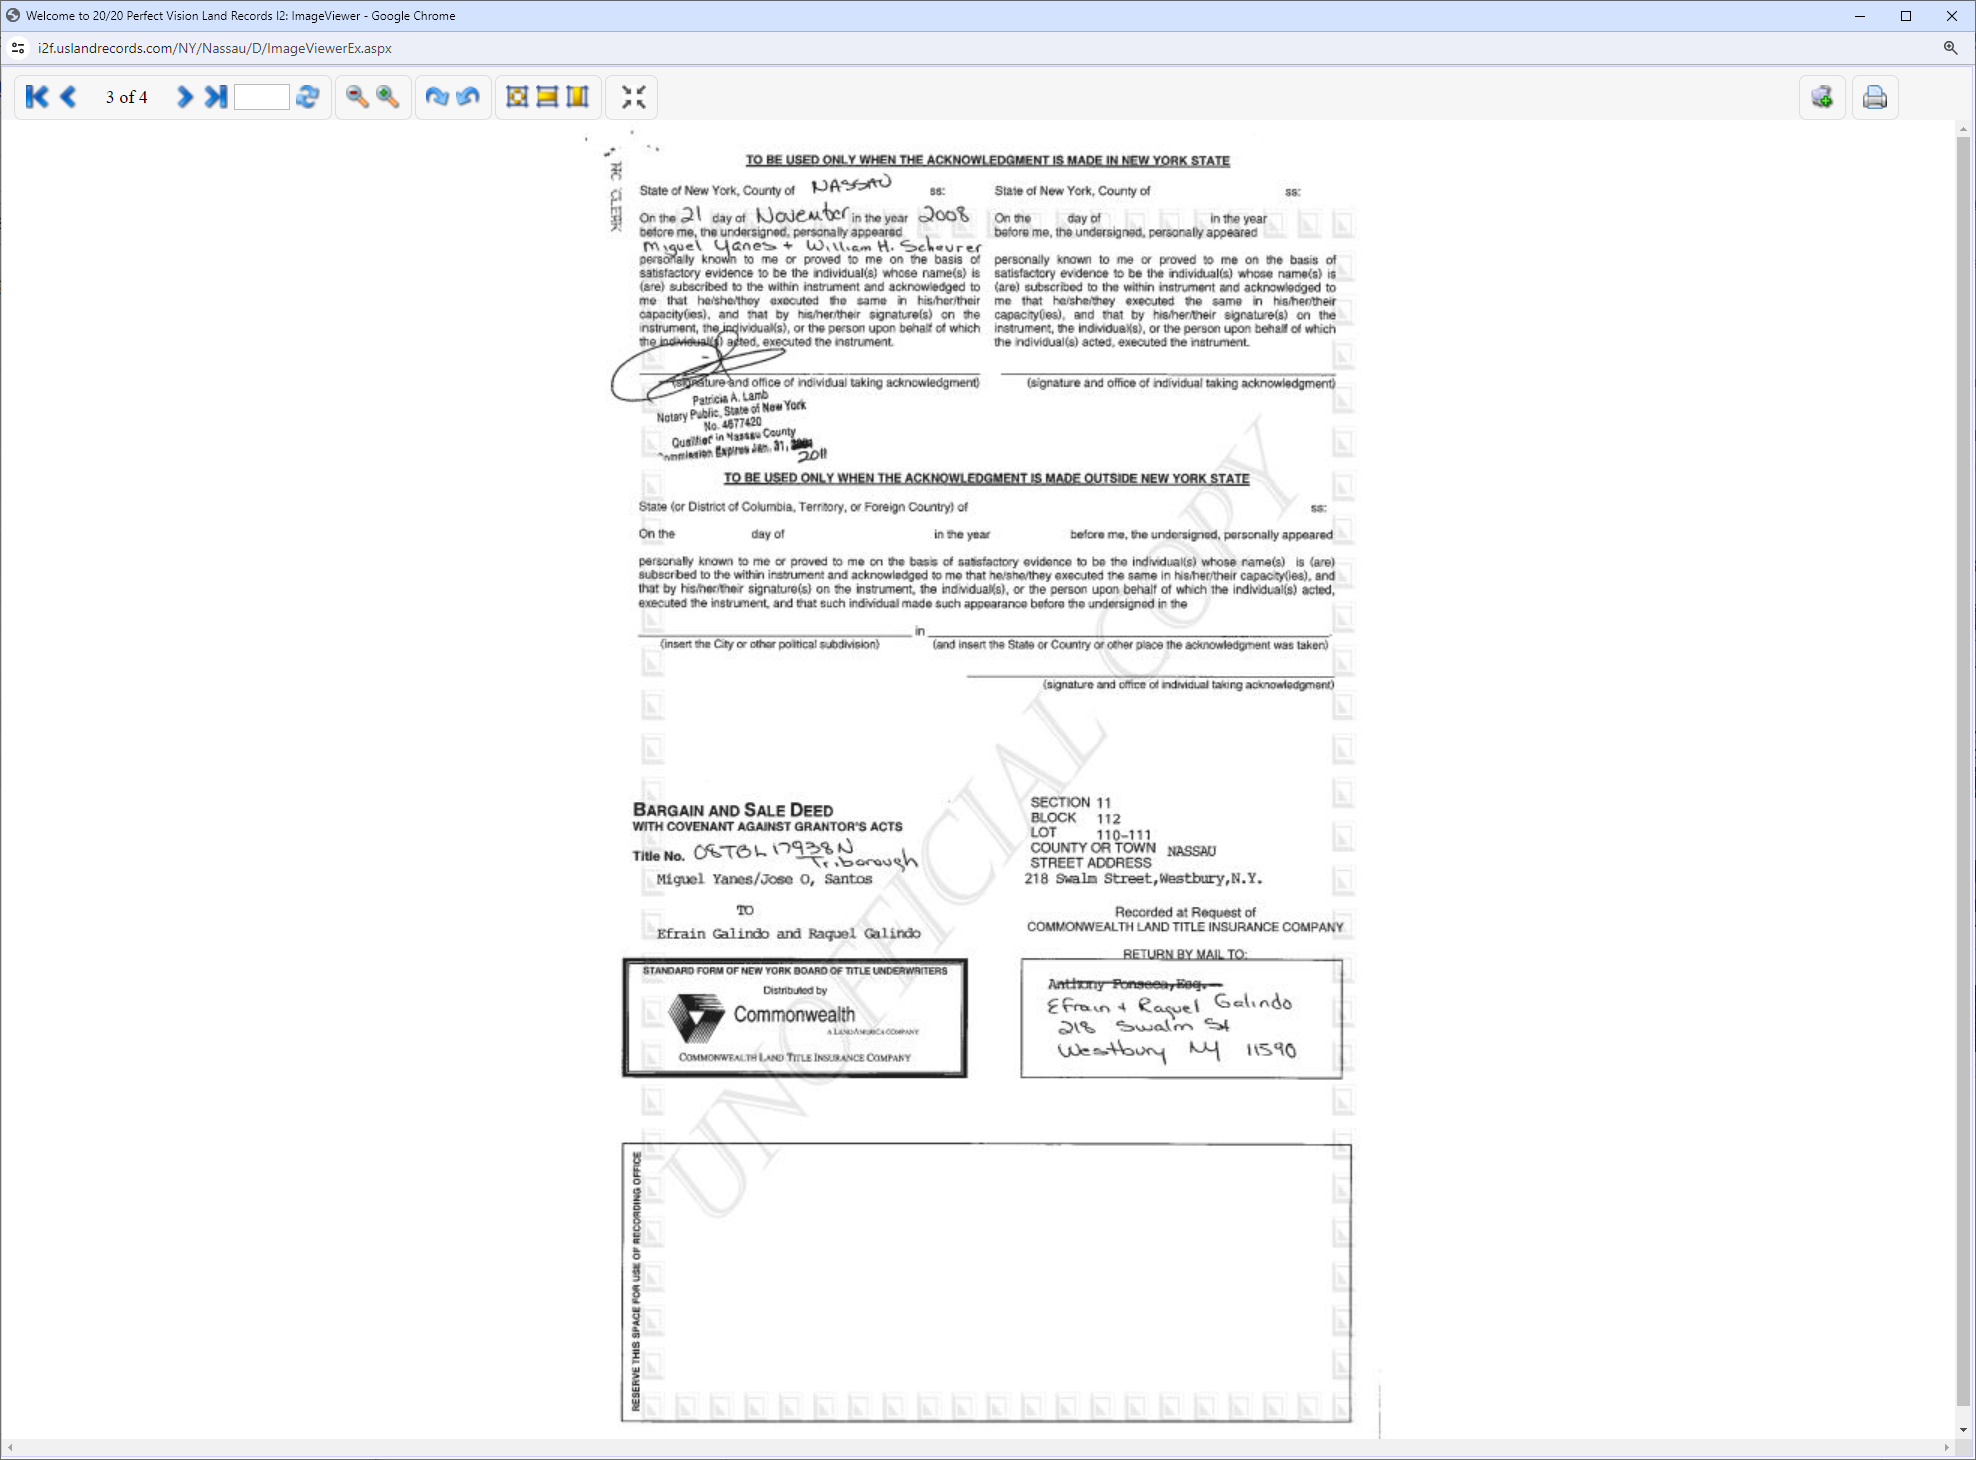 Welcome to 20/20 Perfect Vision Land Records I2: ImageViewer - Google Chrome
i2f.uslandrecords.com/NY/Nassau/D/ImageViewerEx.aspx
3 of 4
NC CLERK
TO BE USED ONLY WHEN THE ACKNOWLEDGMENT IS MADE IN NEW YORK STATE
State of New York, County of NASSAU ss:
On the 21 day of November in the year 2008
before me, the undersigned, personally appeared
Miguel Yanes + William H. Scheurer
personally known to me or proved to me on the basis of
satisfactory evidence to be the individual(s) whose name(s) is
(are) subscribed to the within instrument and acknowledged to
me that he/she/they executed the same in his/her/their
capacity(ies), and that by his/her/their signature(s) on the
instrument, the individual(s), or the person upon behalf of which
the individual(s) acted, executed the instrument.
(signature and office of individual taking acknowledgment)
Patricia A. Lamb
Notary Public, State of New York
No. 4677420
Qualified in Nassau County
Commission Expires Jan. 31,
2011
State of New York, County of ss:
On the day of in the year
before me, the undersigned, personally appeared
personally known to me or proved to me on the basis of
satisfactory evidence to be the individual(s) whose name(s) is
(are) subscribed to the within instrument and acknowledged to
me that he/she/they executed the same in his/her/their
capacity(ies), and that by his/her/their signature(s) on the
instrument, the individual(s), or the person upon behalf of which
the individual(s) acted, executed the instrument.
(signature and office of individual taking acknowledgment)
TO BE USED ONLY WHEN THE ACKNOWLEDGMENT IS MADE OUTSIDE NEW YORK STATE
State (or District of Columbia, Territory, or Foreign Country) of ss:
On the day of in the year before me, the undersigned, personally appeared
personally known to me or proved to me on the basis of satisfactory evidence to be the individual(s) whose name(s) is (are)
subscribed to the within instrument and acknowledged to me that he/she/they executed the same in his/her/their capacity(ies), and
that by his/her/their signature(s) on the instrument, the individual(s), or the person upon behalf of which the individual(s) acted,
executed the instrument, and that such individual made such appearance before the undersigned in the
in
(insert the City or other political subdivision) (and insert the State or Country or other place the acknowledgment was taken)
(signature and office of individual taking acknowledgment)
BARGAIN AND SALE DEED
WITH COVENANT AGAINST GRANTOR'S ACTS
Title No. 08TBL17938N
Triborough
Miguel Yanes/Jose O, Santos
TO
Efrain Galindo and Raquel Galindo
STANDARD FORM OF NEW YORK BOARD OF TITLE UNDERWRITERS
Distributed by
Commonwealth
A LANDAMERICA COMPANY
COMMONWEALTH LAND TITLE INSURANCE COMPANY
SECTION 11
BLOCK 112
LOT 110-111
COUNTY OR TOWN NASSAU
STREET ADDRESS
218 Swalm Street,Westbury,N.Y.
Recorded at Request of
COMMONWEALTH LAND TITLE INSURANCE COMPANY
RETURN BY MAIL TO:
Anthony Fonseca,Esq.
Efrain + Raquel Galindo
218 Swalm St
Westbury NY 11590
RESERVE THIS SPACE FOR USE OF RECORDING OFFICE
UNOFFICIAL COPY